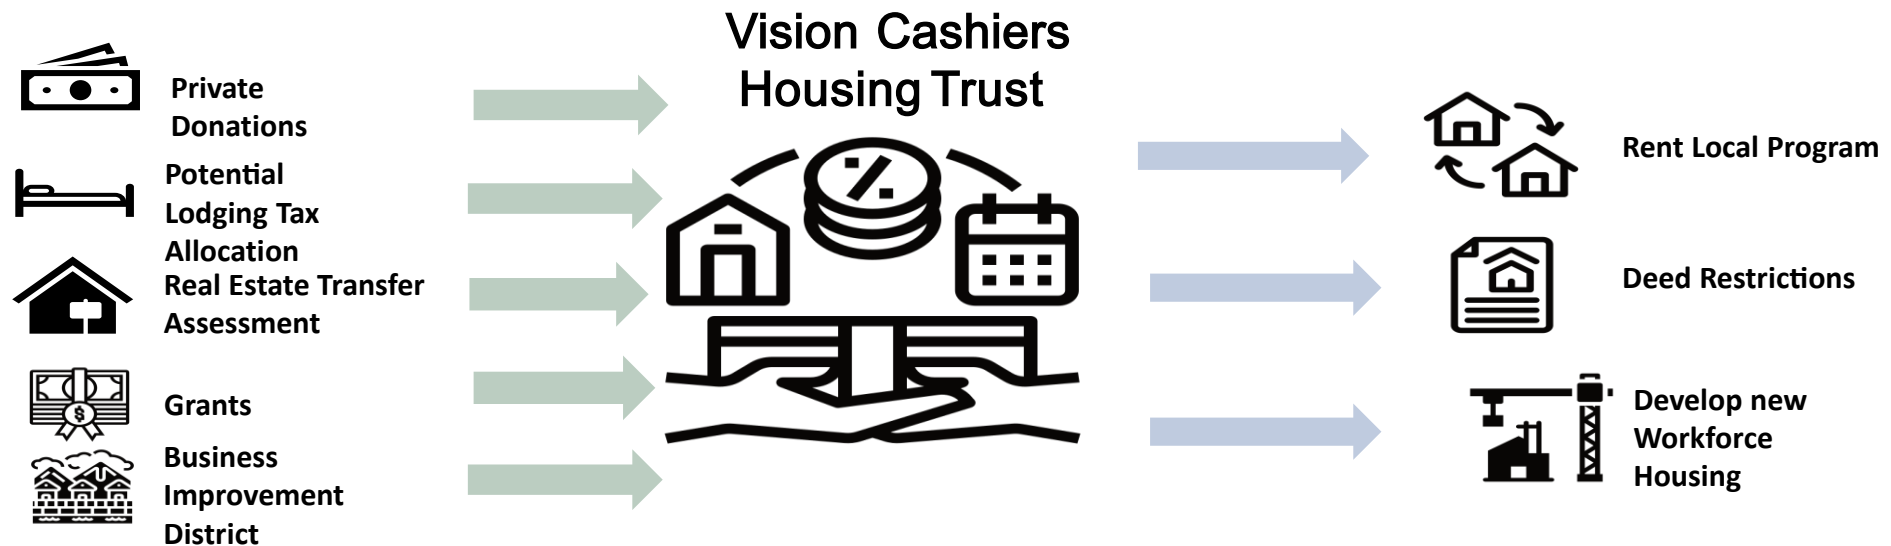 Vision Cashiers
Housing Trust
Private
Donations
Potential
Lodging Tax
Allocation
Real Estate Transfer
Assessment
Grants
$
Business
Improvement
District
%
Rent Local Program
Deed Restrictions
Develop new
Workforce
Housing